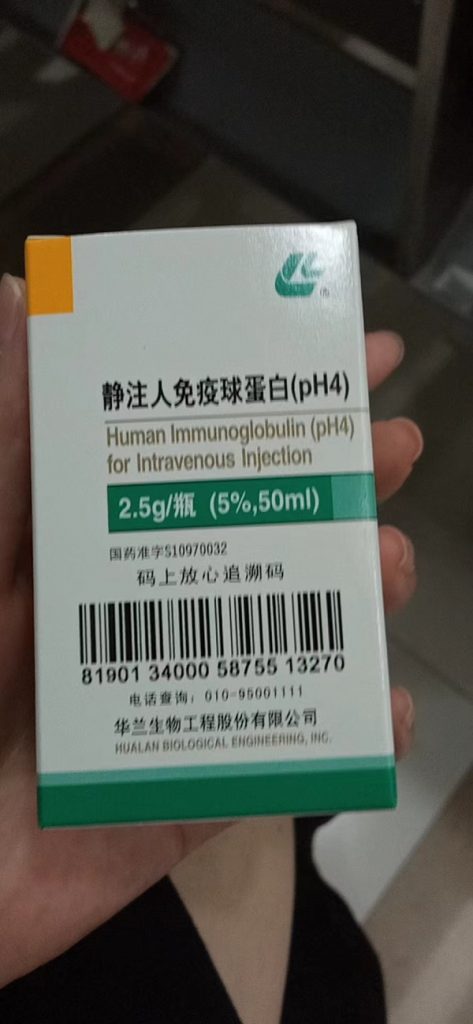 静注人免疫球蛋白(pH4)
Human Immunoglobulin (pH4)
for Intravenous Injection
2.5g/瓶 (5%,50ml)
国药准字S10970032
码上放心追溯码
81901 34000 58755 13270
电话查询: 010-95001111
华兰生物工程股份有限公司
HUALAN BIOLOGICAL ENGINEERING, INC.